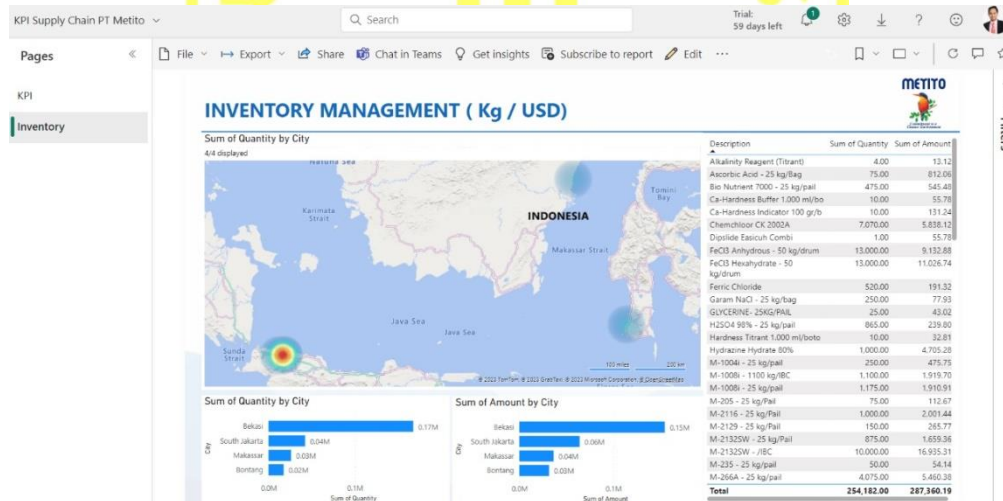 KPI Supply Chain PT Metito
Search
Trial:
59 days left
1
Pages
File
Export
Share
Chat in Teams
Get insights
Subscribe to report
Edit
KPI
Inventory
METITO
INVENTORY MANAGEMENT ( Kg / USD)
Sum of Quantity by City
4/4 displayed
Natuna Sea
Karimata
Strait
INDONESIA
Tomini
Bay
Makassar Strait
Java Sea
Java Sea
Sunda
Strait
100 miles
200 km
© 2023 TomTom, © 2023 Microsoft Corporation, © OpenStreetMap
Description Sum of Quantity Sum of Amount
Alkalinity Reagent (Titrant) 4.00 13.12
Ascorbic Acid - 25 kg/Bag 75.00 812.06
Bio Nutrient 7000 - 25 kg/pail 475.00 545.48
Ca-Hardness Buffer 1.000 ml/bo 10.00 55.78
Ca-Hardness Indicator 100 gr/b 10.00 131.24
Chemchloor CK 2002A 7,070.00 5,838.12
Dipslide Easicuh Combi 1.00 55.78
FeCl3 Anhydrous - 50 kg/drum 13,000.00 9,132.88
FeCl3 Hexahydrate - 50 13,000.00 11,026.74
kg/drum
Ferric Chloride 520.00 191.32
Garam NaCl - 25 kg/bag 250.00 77.93
GLYCERINE- 25KG/PAIL 25.00 43.02
H2SO4 98% - 25 kg/pail 865.00 239.80
Hardness Titrant 1.000 ml/boto 10.00 32.81
Hydrazine Hydrate 80% 1,000.00 4,705.28
M-1004i - 25 kg/pail 250.00 475.75
M-1008i - 1100 kg/IBC 1,100.00 1,919.70
M-1008i - 25 kg/pail 1,175.00 1,910.91
M-205 - 25 kg/Pail 75.00 112.67
M-2116 - 25 kg/Pail 1,000.00 2,001.44
M-2129 - 25 kg/Pail 150.00 265.77
M-2132SW - 25 kg/Pail 875.00 1,659.36
M-2132SW - /IBC 10,000.00 16,935.31
M-235 - 25 kg/pail 50.00 54.14
M-266A - 25 kg/pail 4,075.00 5,460.38
Total 254,182.00 287,360.19
Sum of Quantity by City
City
Bekasi 0.17M
South Jakarta 0.04M
Makassar 0.03M
Bontang 0.02M
0.0M 0.1M
Sum of Quantity
Sum of Amount by City
City
Bekasi 0.15M
South Jakarta 0.06M
Makassar 0.04M
Bontang 0.03M
0.0M 0.1M
Sum of Amount